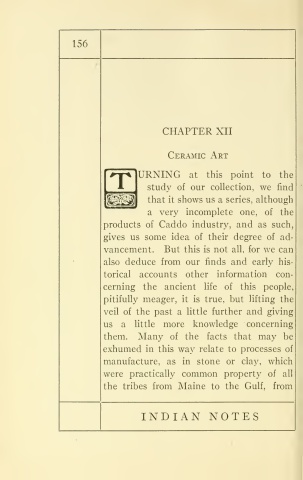 156
CHAPTER XII
CERAMIC ART
TURNING at this point to the
study of our collection, we find
that it shows us a series, although
a very incomplete one, of the
products of Caddo industry, and as such,
gives us some idea of their degree of ad-
vancement. But this is not all, for we can
also deduce from our finds and early his-
torical accounts other information con-
cerning the ancient life of this people,
pitifully meager, it is true, but lifting the
veil of the past a little further and giving
us a little more knowledge concerning
them. Many of the facts that may be
exhumed in this way relate to processes of
manufacture, as in stone or clay, which
were practically common property of all
the tribes from Maine to the Gulf, from
INDIAN NOTES